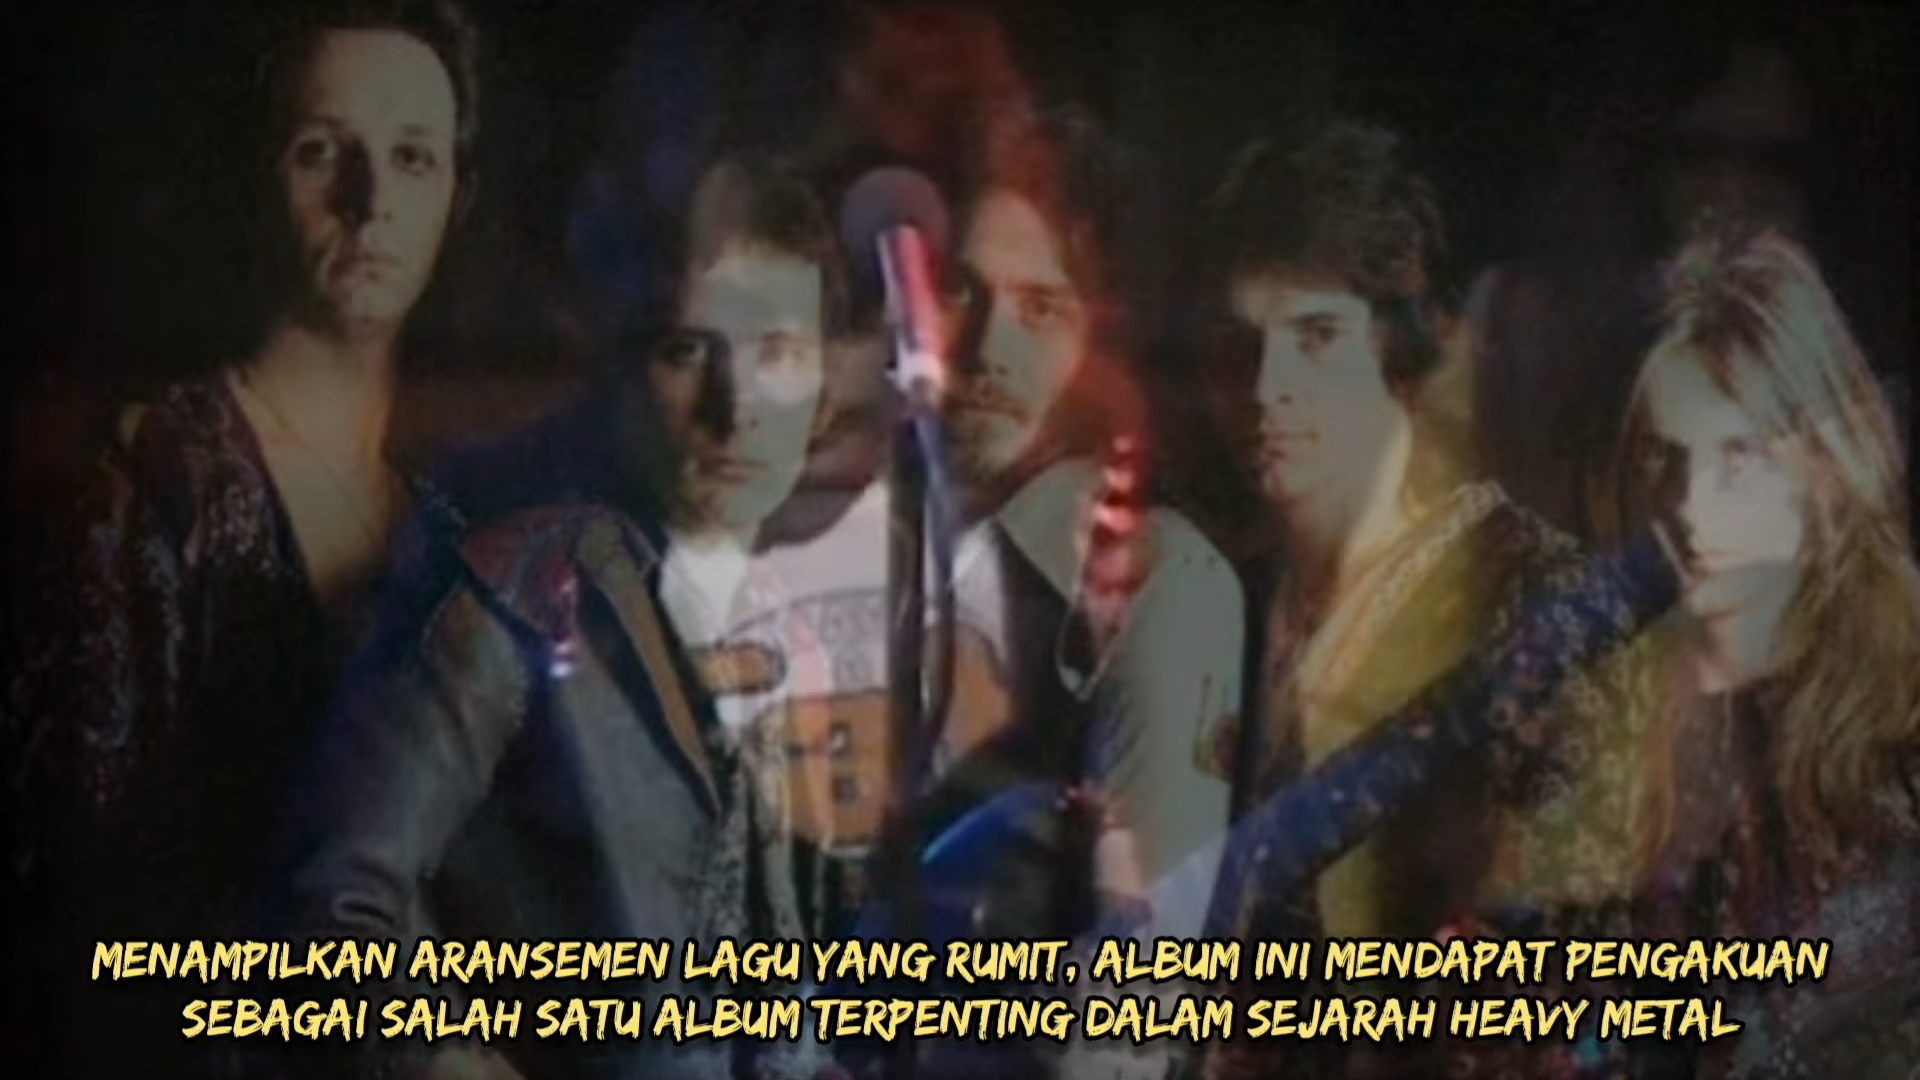 MENAMPILKAN ARANSEMEN LAGU YANG RUMIT, ALBUM INI MENDAPAT PENGAKUAN
SEBAGAI SALAH SATU ALBUM TERPENTING DALAM SEJARAH HEAVY METAL